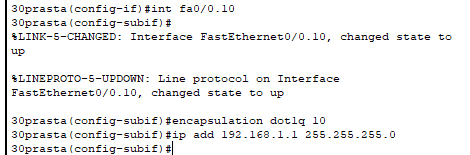 30prasta(config-if)#int fa0/0.10
30prasta(config-subif)#
%LINK-5-CHANGED: Interface FastEthernet0/0.10, changed state to
up
%LINEPROTO-5-UPDOWN: Line protocol on Interface
FastEthernet0/0.10, changed state to up
30prasta(config-subif)#encapsulation dot1q 10
30prasta(config-subif)#ip add 192.168.1.1 255.255.255.0
30prasta(config-subif)#